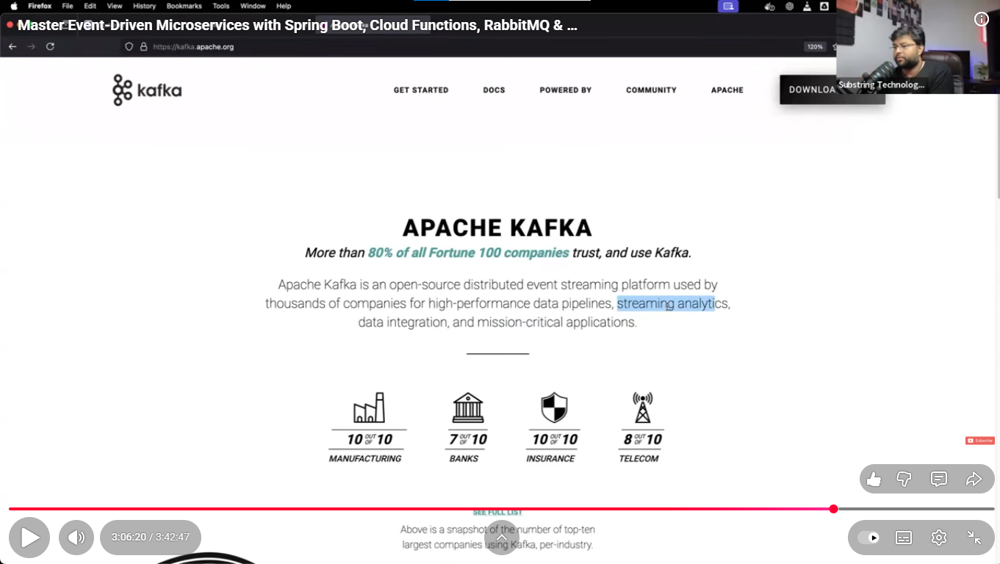 Firefox File Edit View History Bookmarks Tools Window Help
Master Event-Driven Microservices with Spring Boot, Cloud Functions, RabbitMQ & ...
https://kafka.apache.org
120%
Substring Technolog...
kafka
GET STARTED DOCS POWERED BY COMMUNITY APACHE DOWNLOA
APACHE KAFKA
More than 80% of all Fortune 100 companies trust, and use Kafka.
Apache Kafka is an open-source distributed event streaming platform used by
thousands of companies for high-performance data pipelines, streaming analytics,
data integration, and mission-critical applications.
10 OUT OF 10 7 OUT OF 10 10 OUT OF 10 8 OUT OF 10
MANUFACTURING BANKS INSURANCE TELECOM
Subscribe
SEE FULL LIST
Above is a snapshot of the number of top-ten
largest companies using Kafka, per-industry.
3:06:20 / 3:42:47